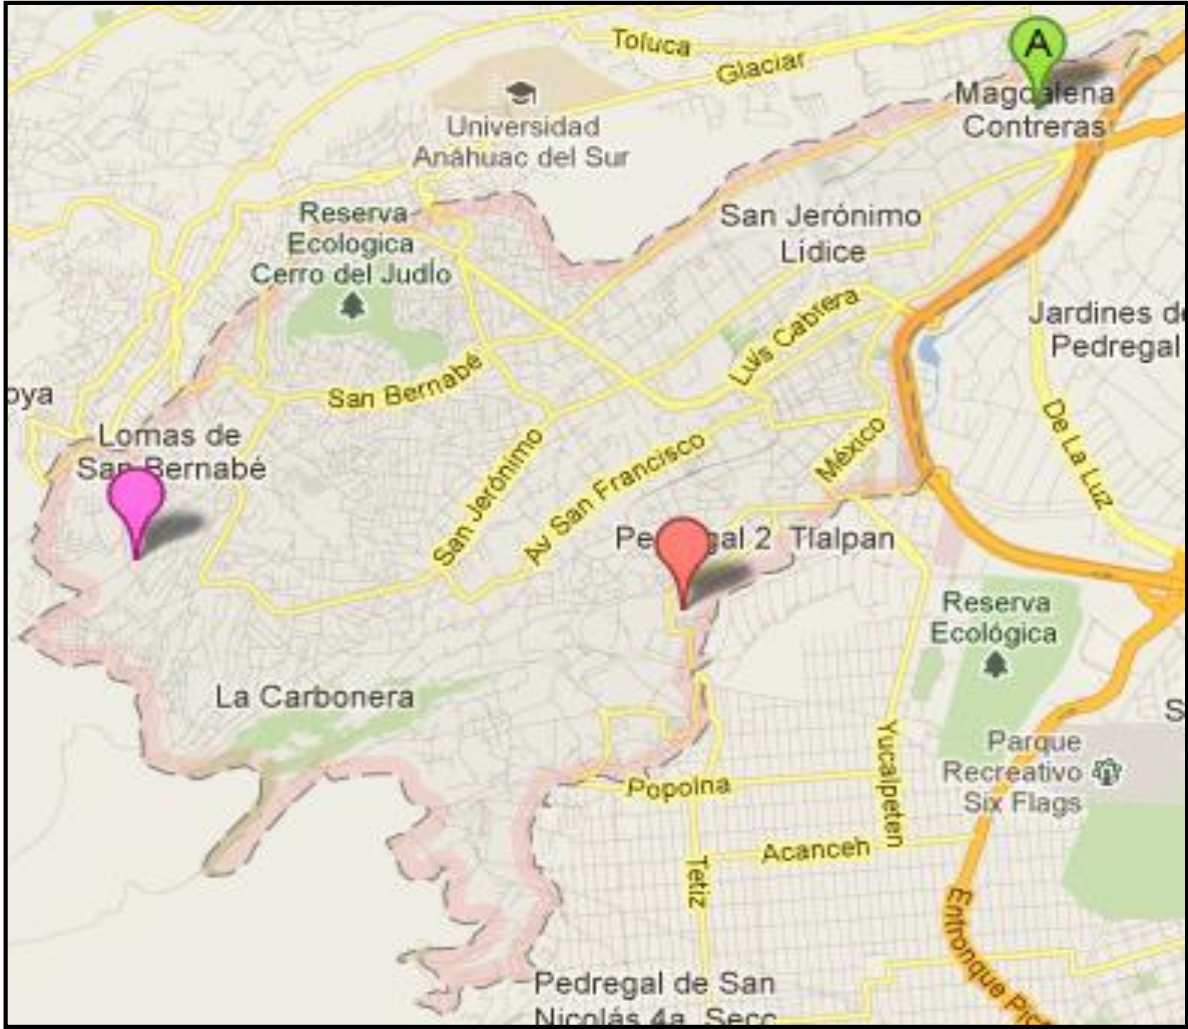 Toluca
Glaciar
A
Magdalena
Contreras
Universidad
Anáhuac del Sur
Reserva
Ecologica
Cerro del Judío
San Jerónimo
Lídice
Luis Cabrera
Jardines de
Pedregal
San Bernabé
oya
Lomas de
San Bernabé
San Jerónimo
Av San Francisco
México
De La Luz
Pedregal 2 Tlalpan
Reserva
Ecológica
La Carbonera
S
Parque
Recreativo
Six Flags
Yucalpeten
Popolna
Acanceh
Tetiz
Entronque Pic
Pedregal de San
Nicolás 4a. Secc